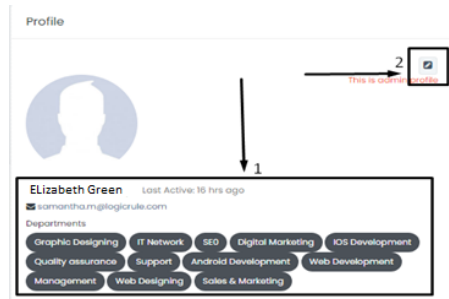 Profile
2
This is admin profile
1
ELizabeth Green Last Active: 16 hrs ago
samantha.m@logicrule.com
Departments
Graphic Designing IT Network SEO Digital Marketing IOS Development
Quality assurance Support Android Development Web Development
Management Web Designing Sales & Marketing